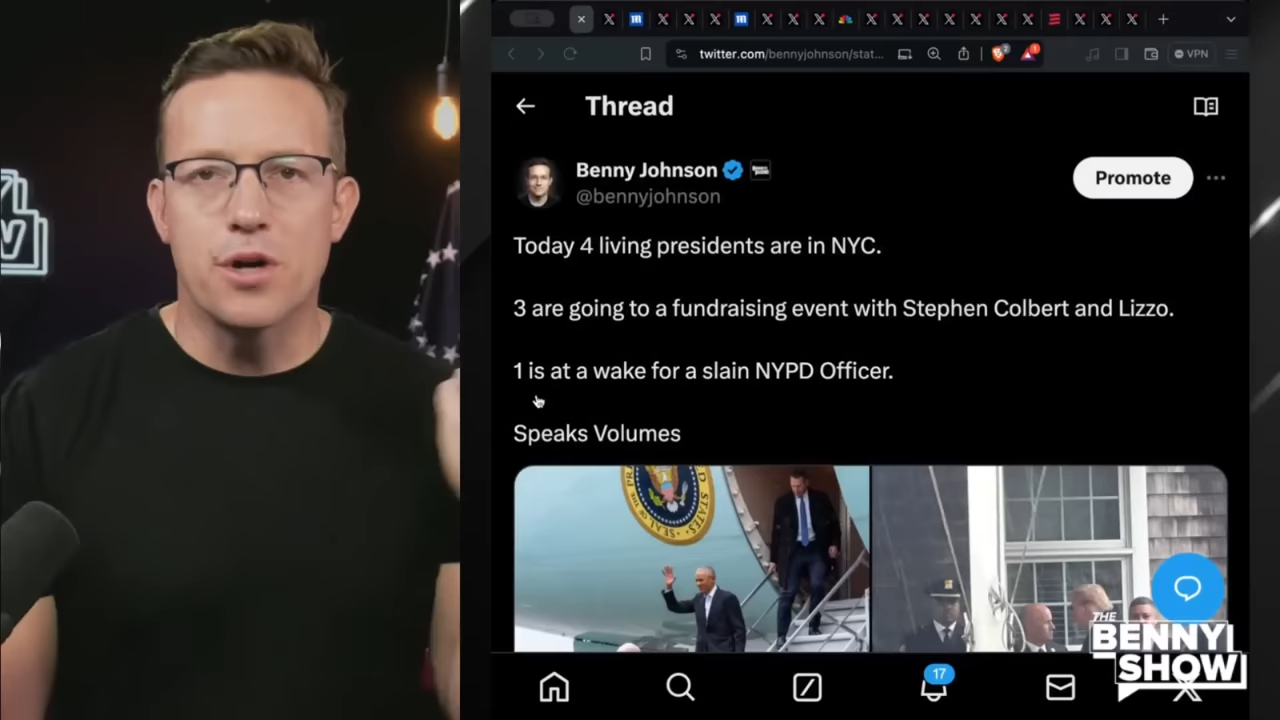 twitter.com/bennyjohnson/stat...
2
1
VPN
Thread
Benny Johnson
@bennyjohnson
Promote
Today 4 living presidents are in NYC.
3 are going to a fundraising event with Stephen Colbert and Lizzo.
1 is at a wake for a slain NYPD Officer.
Speaks Volumes
17
THE
BENNY
SHOW